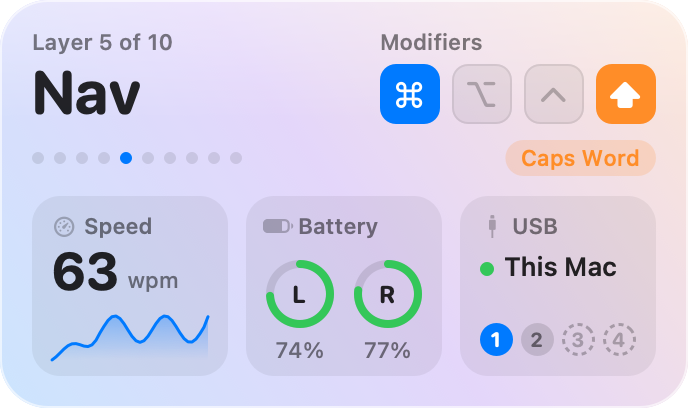 Layer 5 of 10
Nav
Modifiers
⌘ ⌥ ⌃
Caps Word
Speed
63 wpm
Battery
L R
74% 77%
USB
This Mac
1 2 3 4